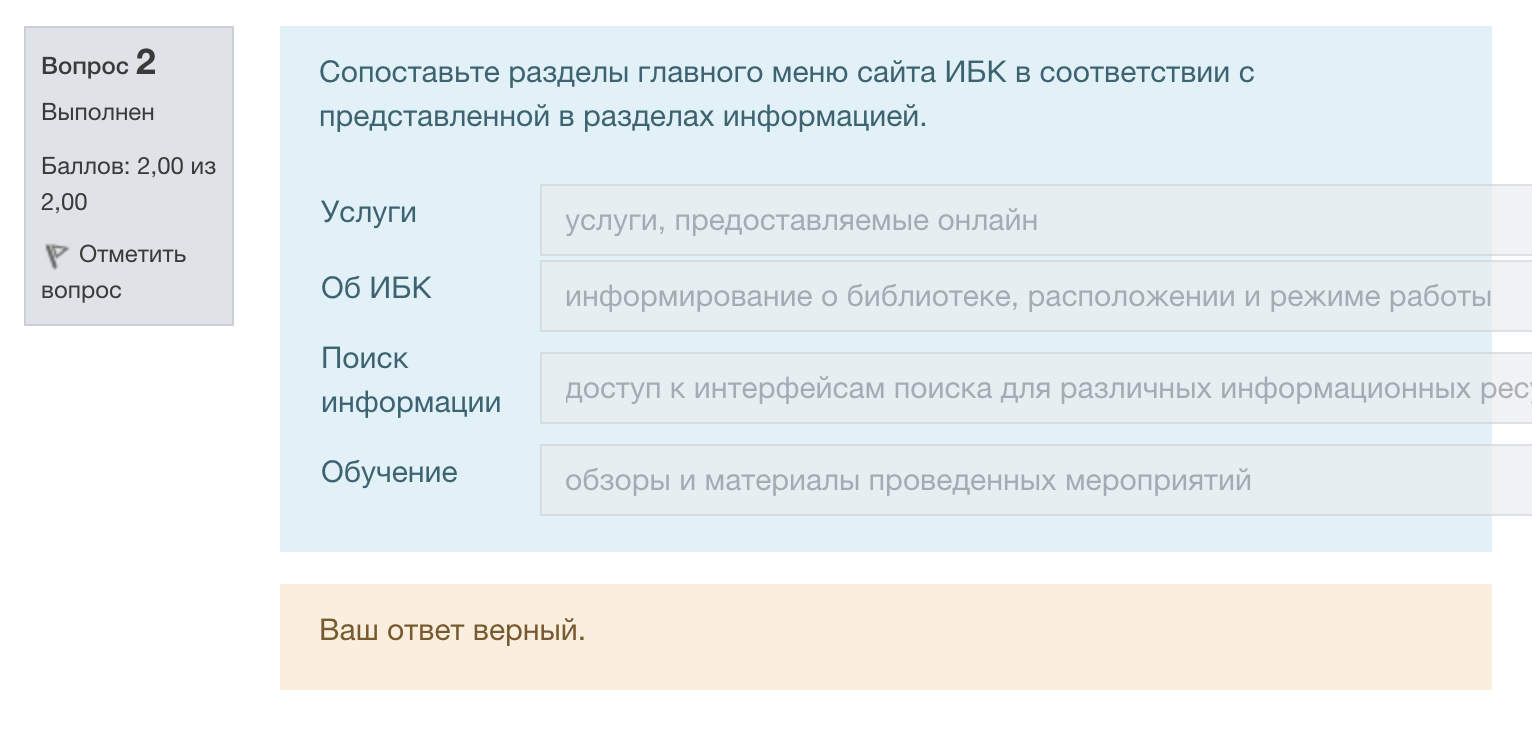 Вопрос 2
Выполнен
Баллов: 2,00 из
2,00
Отметить
вопрос
Сопоставьте разделы главного меню сайта ИБК в соответствии с
представленной в разделах информацией.
Услуги
услуги, предоставляемые онлайн
Об ИБК
информирование о библиотеке, расположении и режиме работы
Поиск
информации
доступ к интерфейсам поиска для различных информационных
Обучение
обзоры и материалы проведенных мероприятий
Ваш ответ верный.